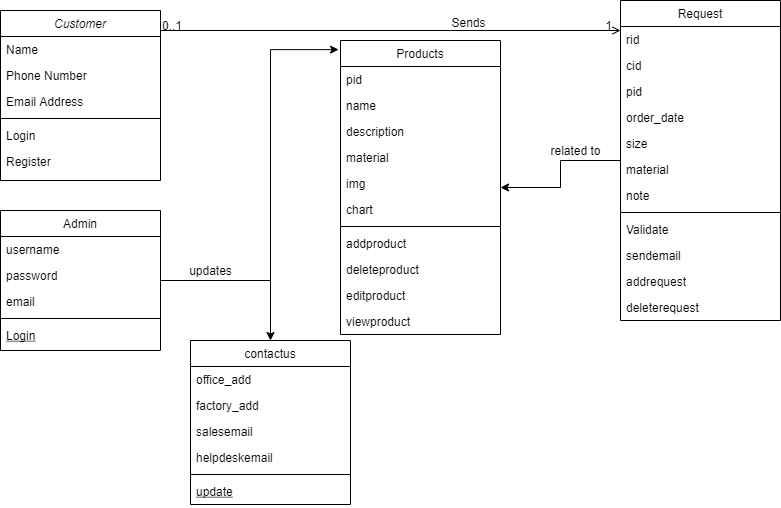 Customer
Name
Phone Number
Email Address
Login
Register
0..1
Sends
1
Request
rid
cid
pid
order_date
size
material
note
Validate
sendemail
addrequest
deleterequest
Products
pid
name
description
material
img
chart
addproduct
deleteproduct
editproduct
viewproduct
related to
Admin
username
password
email
Login
updates
contactus
office_add
factory_add
salesemail
helpdeskemail
update